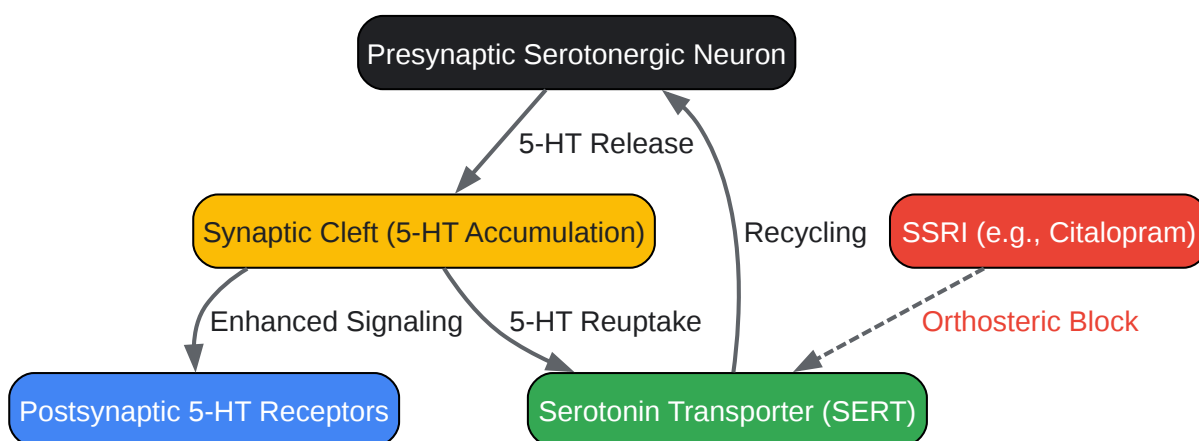 Presynaptic Serotonergic Neuron
5-HT Release
Synaptic Cleft (5-HT Accumulation)
Recycling
SSRI (e.g., Citalopram)
Enhanced Signaling
5-HT Reuptake
Orthosteric Block
Postsynaptic 5-HT Receptors
Serotonin Transporter (SERT)